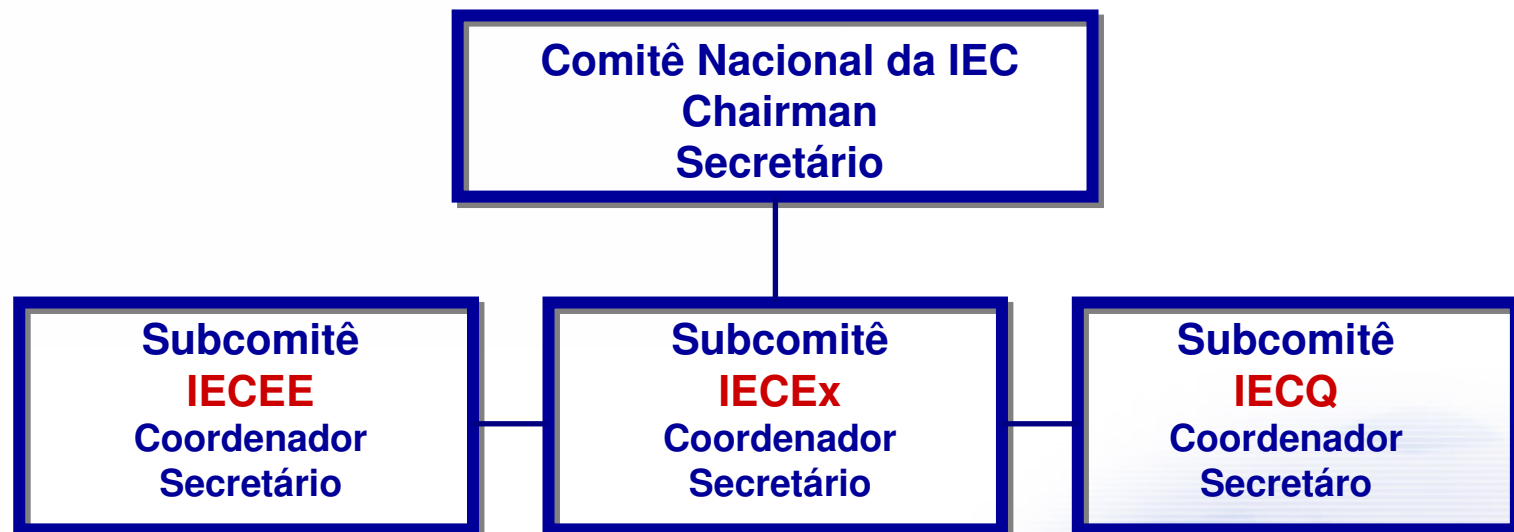 Comitê Nacional da IEC
Chairman
Secretário
Subcomitê
IECEE
Coordenador
Secretário
Subcomitê
IECEx
Coordenador
Secretário
Subcomitê
IECQ
Coordenador
Secretáro